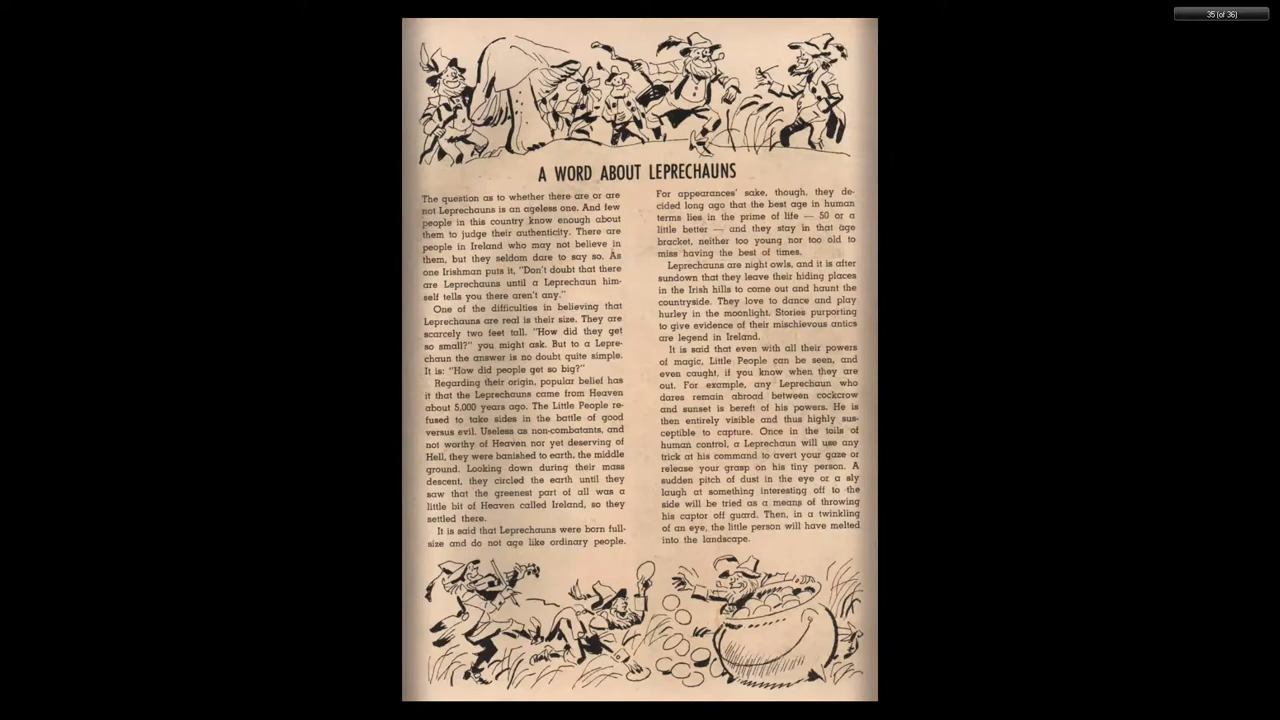 35 (of 36)
A WORD ABOUT LEPRECHAUNS
The question as to whether there are or are
not Leprechauns is an ageless one. And few
people in this country know enough about
them to judge their authenticity. There are
people in Ireland who may not believe in
them, but they seldom dare to say so. As
one Irishman puts it, "Don't doubt that there
are Leprechauns until a Leprechaun him-
self tells you there aren't any."
One of the difficulties in believing that
Leprechauns are real is their size. They are
scarcely two feet tall. "How did they get
so small?" you might ask. But to a Lepre-
chaun the answer is no doubt quite simple.
It is: "How did people get so big?"
Regarding their origin, popular belief has
it that the Leprechauns came from Heaven
about 5,000 years ago. The Little People re-
fused to take sides in the battle of good
versus evil. Useless as non-combatants, and
not worthy of Heaven nor yet deserving of
Hell, they were banished to earth, the middle
ground. Looking down during their mass
descent, they circled the earth until they
saw that the greenest part of all was a
little bit of Heaven called Ireland, so they
settled there.
It is said that Leprechauns were born full-
size and do not age like ordinary people.
For appearances' sake, though, they de-
cided long ago that the best age in human
terms lies in the prime of life — 50 or a
little better — and they stay in that age
bracket, neither too young nor too old to
miss having the best of times.
Leprechauns are night owls, and it is after
sundown that they leave their hiding places
in the Irish hills to come out and haunt the
countryside. They love to dance and play
hurley in the moonlight. Stories purporting
to give evidence of their mischievous antics
are legend in Ireland.
It is said that even with all their powers
of magic, Little People can be seen, and
even caught, if you know when they are
out. For example, any Leprechaun who
dares remain abroad between cockcrow
and sunset is bereft of his powers. He is
then entirely visible and thus highly sus-
ceptible to capture. Once in the toils of
human control, a Leprechaun will use any
trick at his command to avert your gaze or
release your grasp on his tiny person. A
sudden pitch of dust in the eye or a sly
laugh at something interesting off to the
side will be tried as a means of throwing
his captor off guard. Then, in a twinkling
of an eye, the little person will have melted
into the landscape.